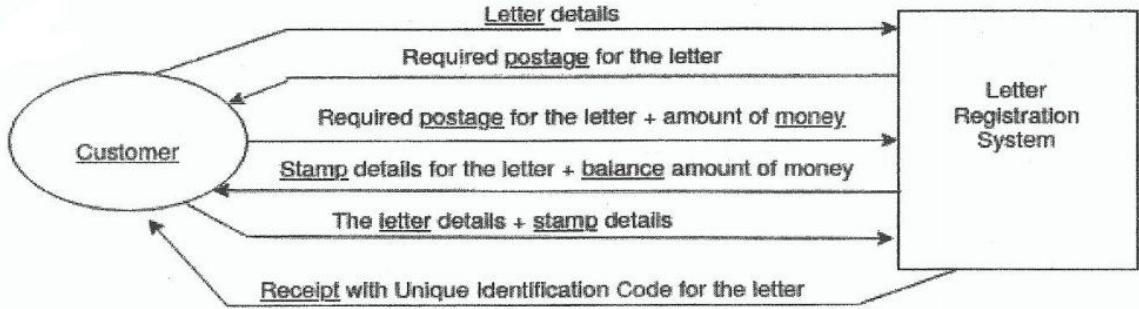 Letter details
Required postage for the letter
Required postage for the letter + amount of money
Customer
Stamp details for the letter + balance amount of money
The letter details + stamp details
Receipt with Unique Identification Code for the letter
Letter
Registration
System